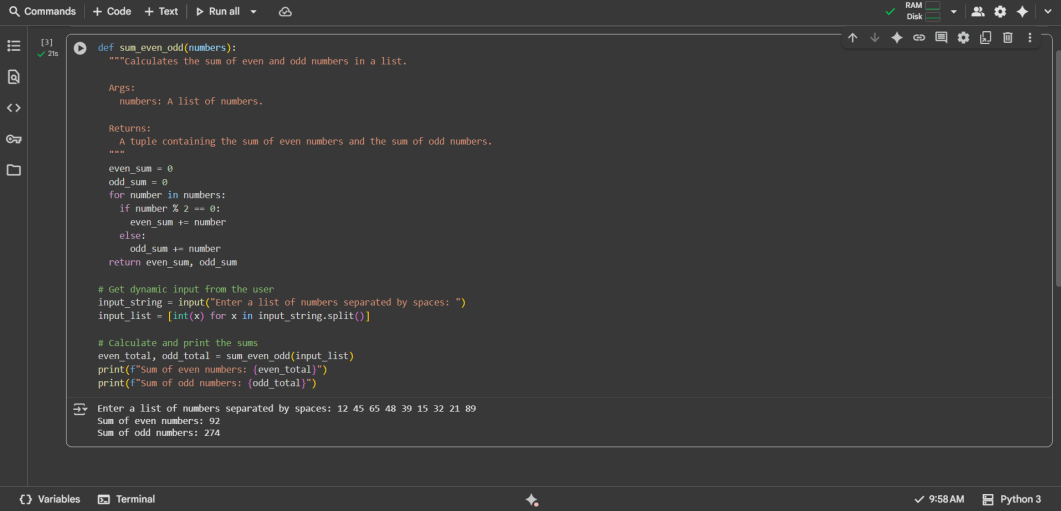 Commands + Code + Text Run all RAM Disk
[3]
21s
def sum_even_odd(numbers):
"""Calculates the sum of even and odd numbers in a list.
Args:
numbers: A list of numbers.
Returns:
A tuple containing the sum of even numbers and the sum of odd numbers.
"""
even_sum = 0
odd_sum = 0
for number in numbers:
if number % 2 == 0:
even_sum += number
else:
odd_sum += number
return even_sum, odd_sum
# Get dynamic input from the user
input_string = input("Enter a list of numbers separated by spaces: ")
input_list = [int(x) for x in input_string.split()]
# Calculate and print the sums
even_total, odd_total = sum_even_odd(input_list)
print(f"Sum of even numbers: {even_total}")
print(f"Sum of odd numbers: {odd_total}")
Enter a list of numbers separated by spaces: 12 45 65 48 39 15 32 21 89
Sum of even numbers: 92
Sum of odd numbers: 274
{} Variables Terminal 9:58 AM Python 3